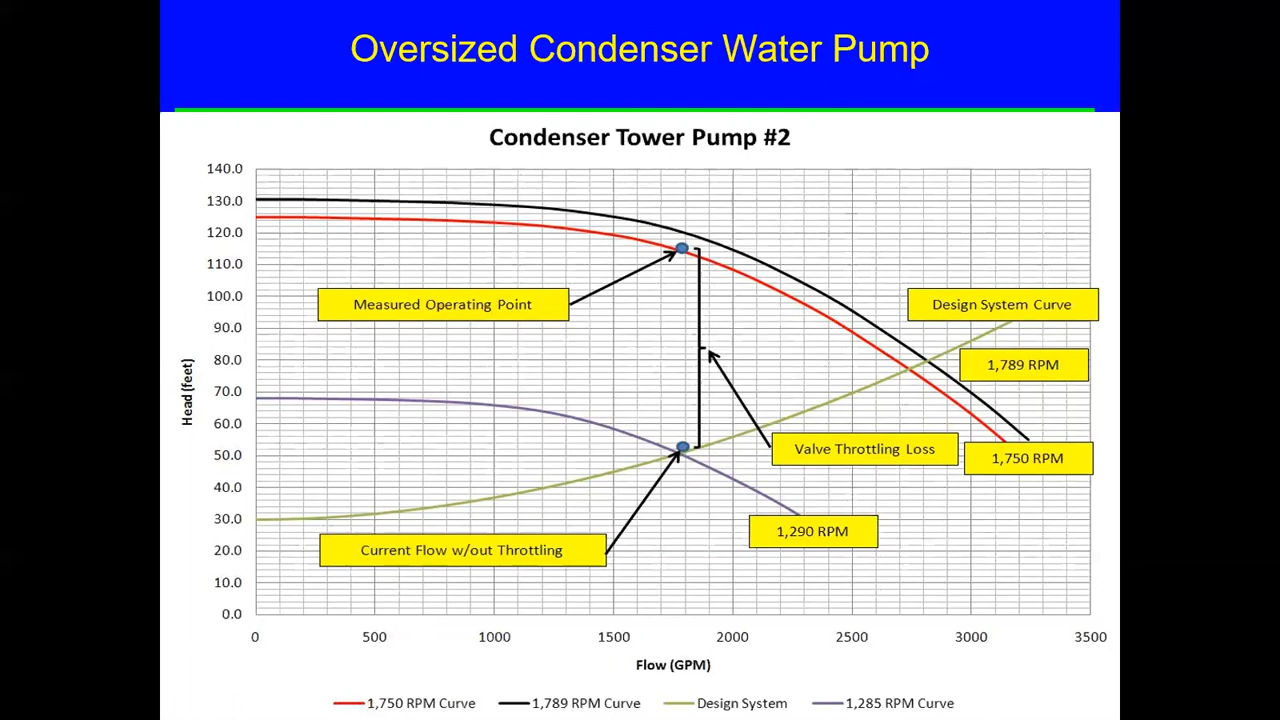 Oversized Condenser Water Pump
Condenser Tower Pump #2
140.0
130.0
120.0
110.0
100.0
90.0
80.0
70.0
60.0
50.0
40.0
30.0
20.0
10.0
0.0
Head (feet)
Measured Operating Point
Design System Curve
1,789 RPM
Valve Throttling Loss
1,750 RPM
1,290 RPM
Current Flow w/out Throttling
0 500 1000 1500 2000 2500 3000 3500
Flow (GPM)
1,750 RPM Curve 1,789 RPM Curve Design System 1,285 RPM Curve